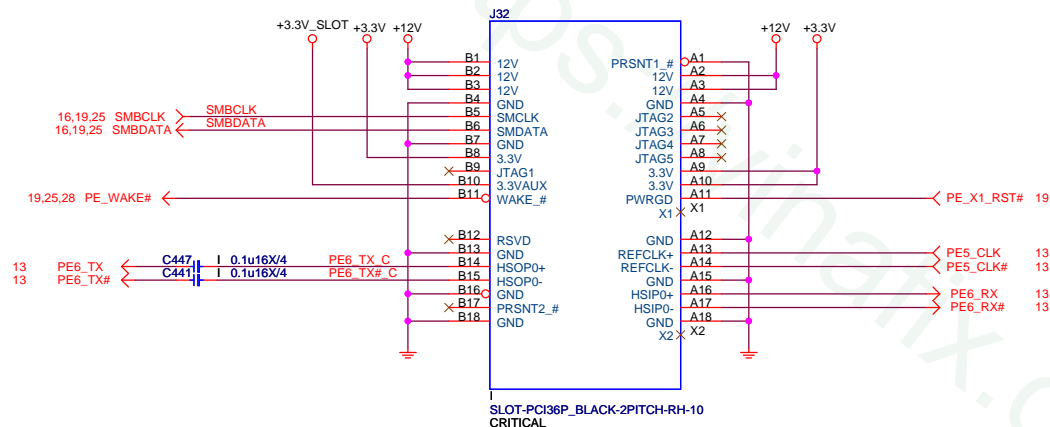 J32
+3.3V_SLOT +3.3V +12V +12V +3.3V
B1 12V PRSNT1_# A1
B2 12V 12V A2
B3 12V 12V A3
B4 GND GND A4
16,19,25 SMBCLK SMBCLK B5 SMCLK JTAG2 A5
16,19,25 SMBDATA SMBDATA B6 SMDATA JTAG3 A6
B7 GND JTAG4 A7
B8 3.3V JTAG5 A8
B9 JTAG1 3.3V A9
B10 3.3VAUX 3.3V A10
19,25,28 PE_WAKE# B11 WAKE_# PWRGD A11 PE_X1_RST# 19
X1 X1
B12 RSVD GND A12
B13 GND REFCLK+ A13 PE5_CLK 13
13 PE6_TX C447 I 0.1u16X/4 PE6_TX_C B14 HSOP0+ REFCLK- A14 PE5_CLK# 13
13 PE6_TX# C441 I 0.1u16X/4 PE6_TX#_C B15 HSOP0- GND A15
B16 GND HSIP0+ A16 PE6_RX 13
B17 PRSNT2_# HSIP0- A17 PE6_RX# 13
B18 GND GND A18
X2 X2
I
SLOT-PCI36P_BLACK-2PITCH-RH-10
CRITICAL